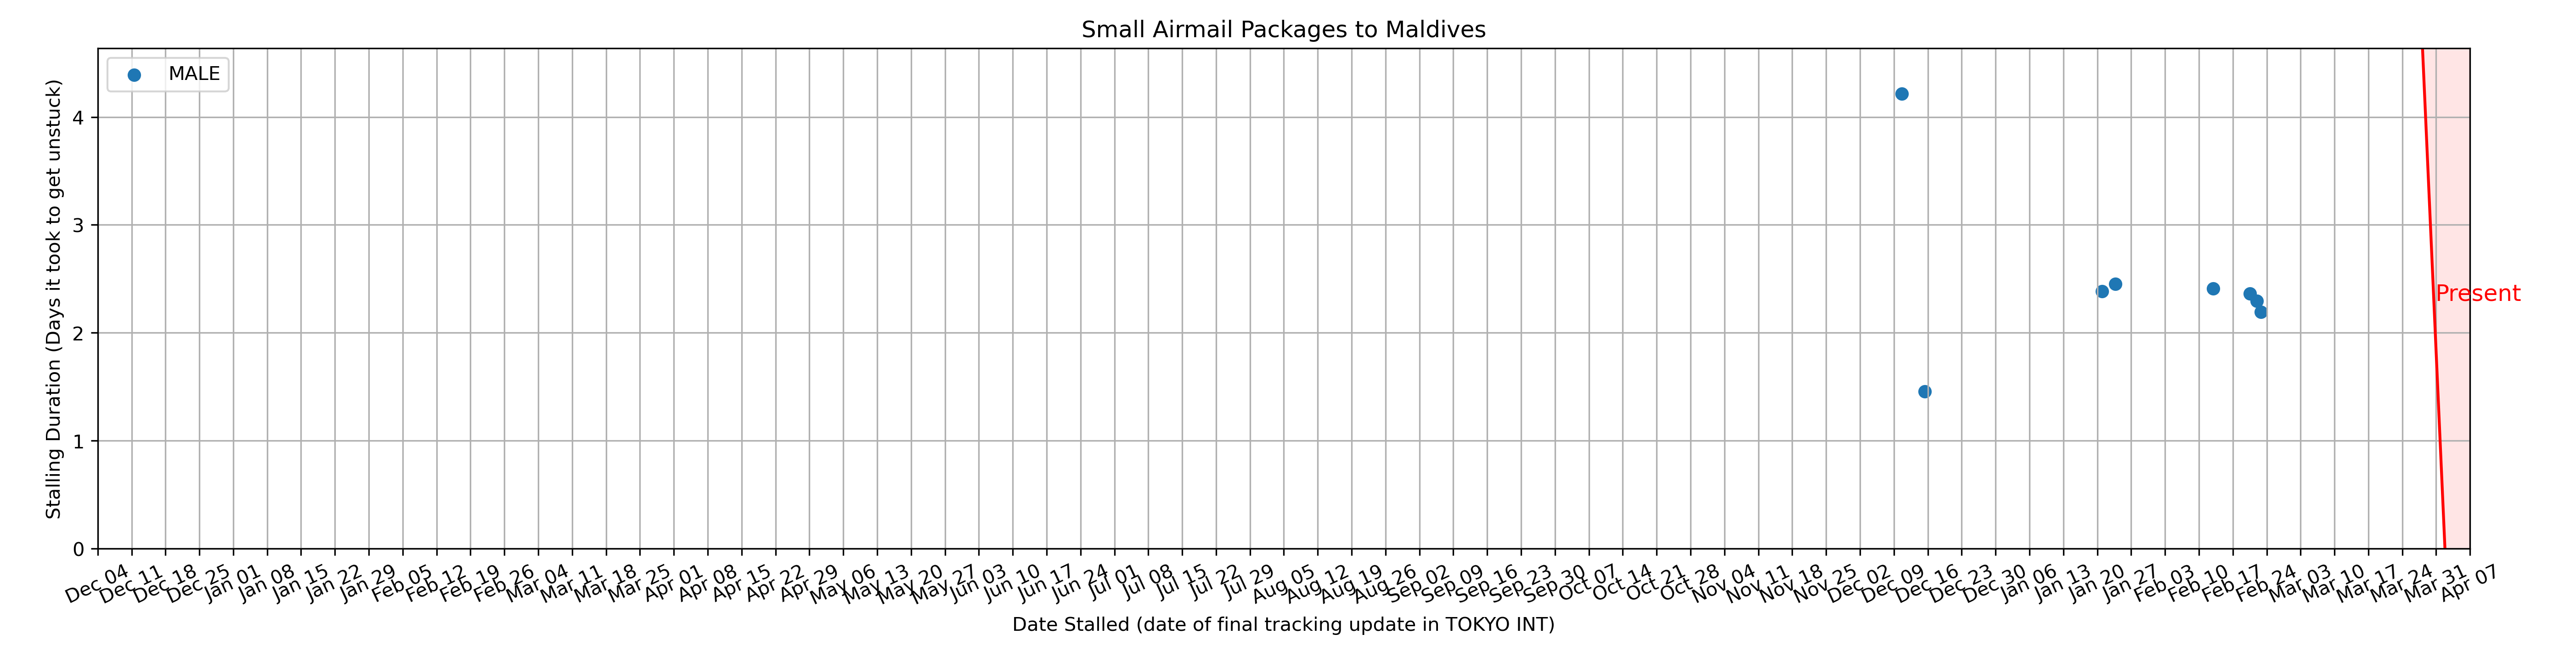 Small Airmail Packages to Maldives
MALE
Stalling Duration (Days it took to get unstuck)
4
3
2
1
0
Present
Dec 04
Dec 11
Dec 18
Dec 25
Jan 01
Jan 08
Jan 15
Jan 22
Jan 29
Feb 05
Feb 12
Feb 19
Feb 26
Mar 04
Mar 11
Mar 18
Mar 25
Apr 01
Apr 08
Apr 15
Apr 22
Apr 29
May 06
May 13
May 20
May 27
Jun 03
Jun 10
Jun 17
Jun 24
Jul 01
Jul 08
Jul 15
Jul 22
Jul 29
Aug 05
Aug 12
Aug 19
Aug 26
Sep 02
Sep 09
Sep 16
Sep 23
Sep 30
Oct 07
Oct 14
Oct 21
Oct 28
Nov 04
Nov 11
Nov 18
Nov 25
Dec 02
Dec 09
Dec 16
Dec 23
Dec 30
Jan 06
Jan 13
Jan 20
Jan 27
Feb 03
Feb 10
Feb 17
Feb 24
Mar 03
Mar 10
Mar 17
Mar 24
Mar 31
Apr 07
Date Stalled (date of final tracking update in TOKYO INT)